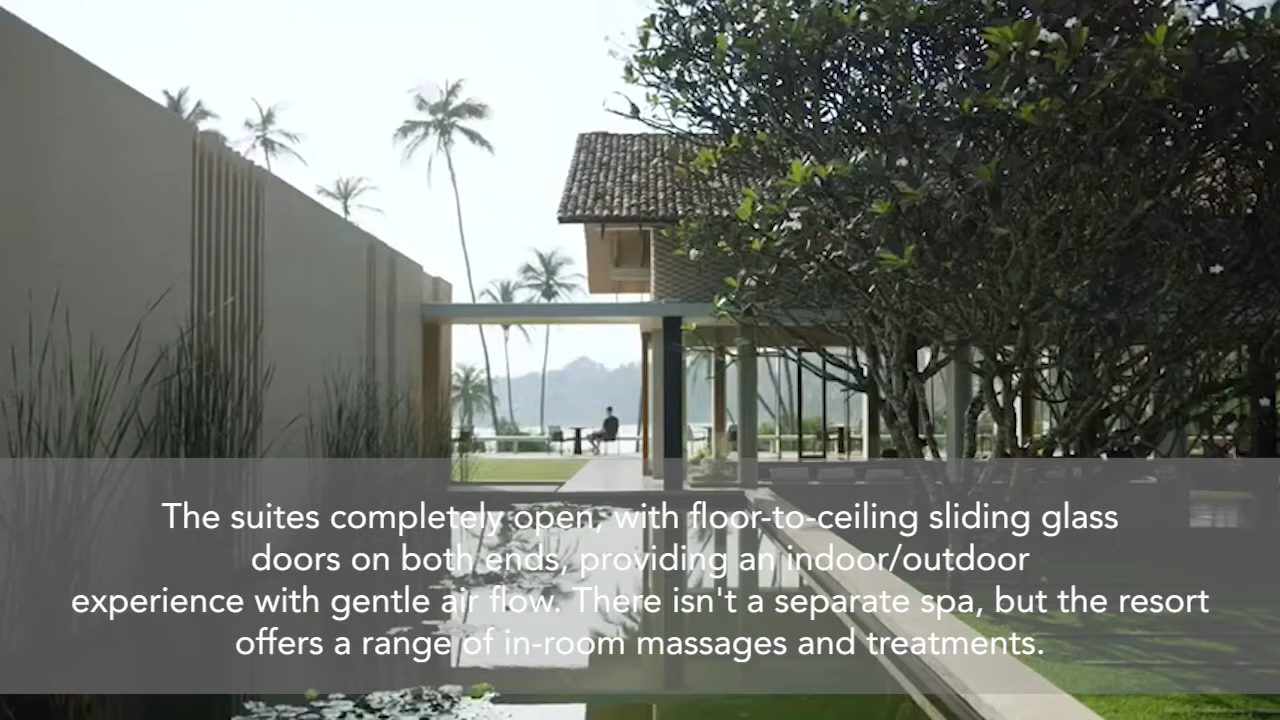 The suites completely open, with floor-to-ceiling sliding glass
doors on both ends, providing an indoor/outdoor
experience with gentle air flow. There isn't a separate spa, but the resort
offers a range of in-room massages and treatments.